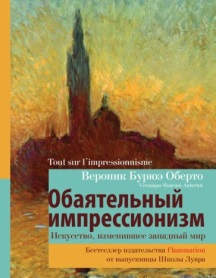 Tout sur l'impressionnisme
Вероник Бурюэ Оберто
Обаятельный
импрессионизм
Искусство, изменившее западный мир
Бестселлер издательства Flammarion
от выпускницы Школы Лувра